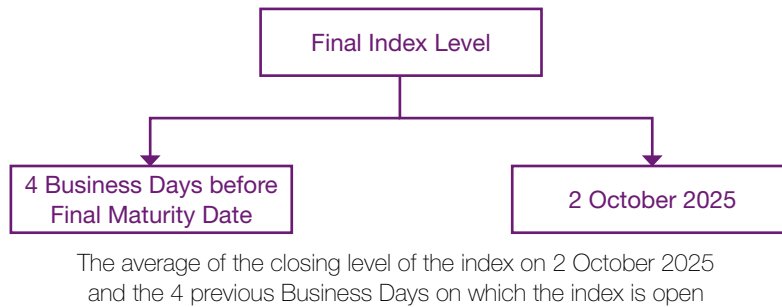 Final Index Level
4 Business Days before
Final Maturity Date
2 October 2025
The average of the closing level of the index on 2 October 2025
and the 4 previous Business Days on which the index is open